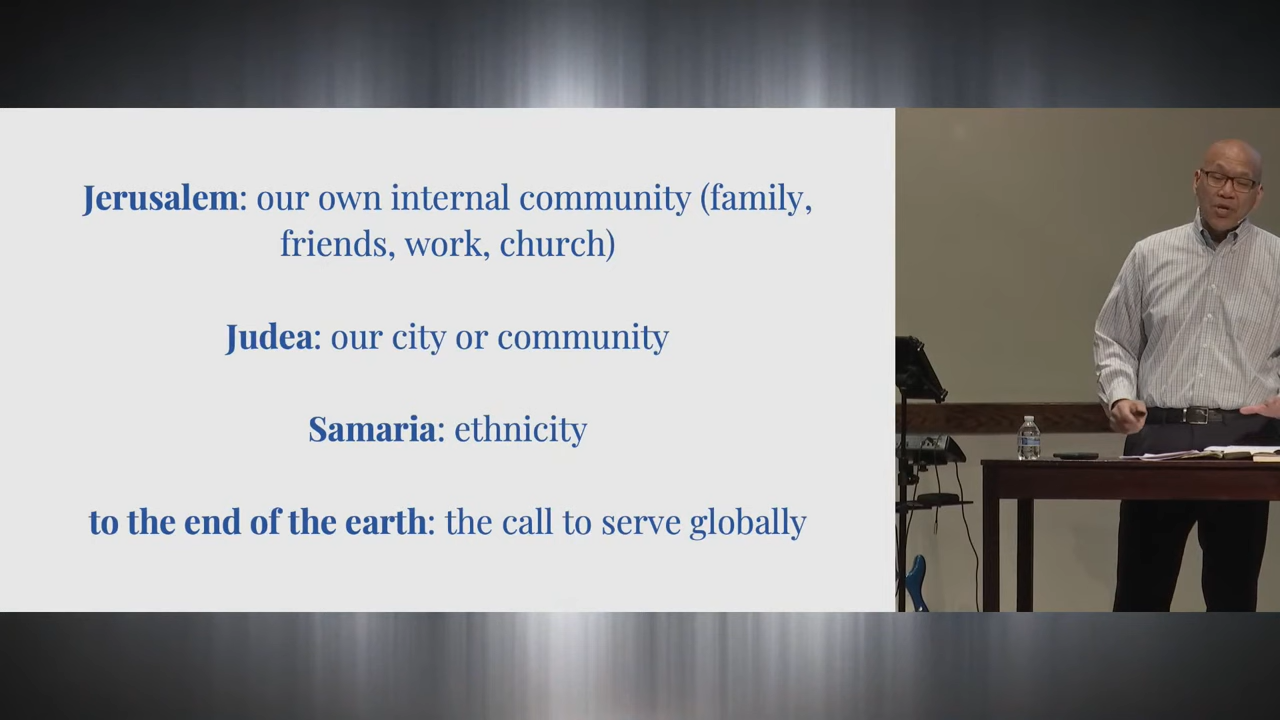 Jerusalem: our own internal community (family,
friends, work, church)
Judea: our city or community
Samaria: ethnicity
to the end of the earth: the call to serve globally